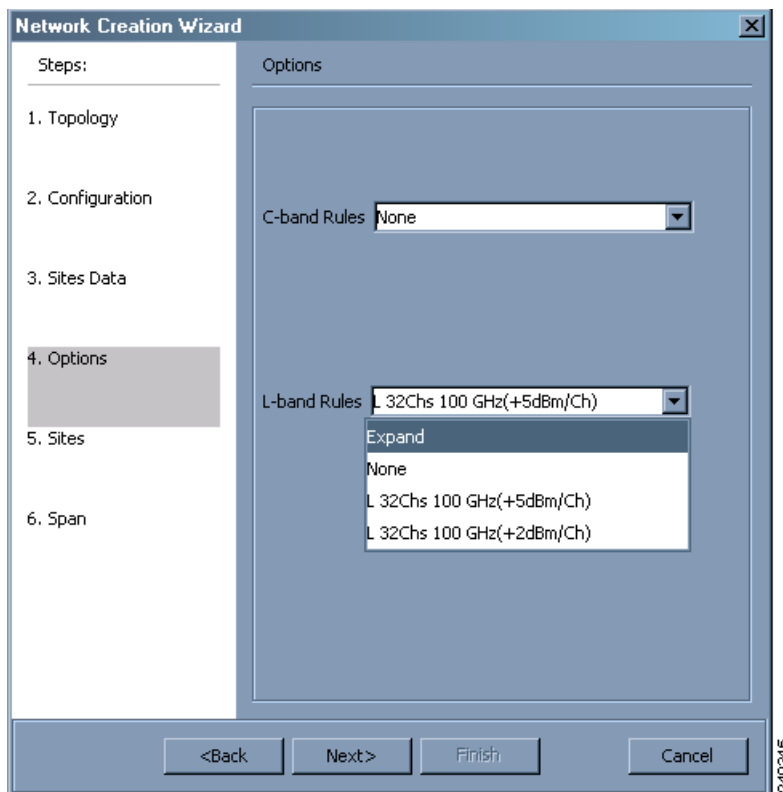 Network Creation Wizard
Steps:
Options
1. Topology
2. Configuration
3. Sites Data
4. Options
5. Sites
6. Span
C-band Rules None
L-band Rules L 32Chs 100 GHz(+5dBm/Ch)
Expand
None
L 32Chs 100 GHz(+5dBm/Ch)
L 32Chs 100 GHz(+2dBm/Ch)
<Back
Next>
Finish
Cancel